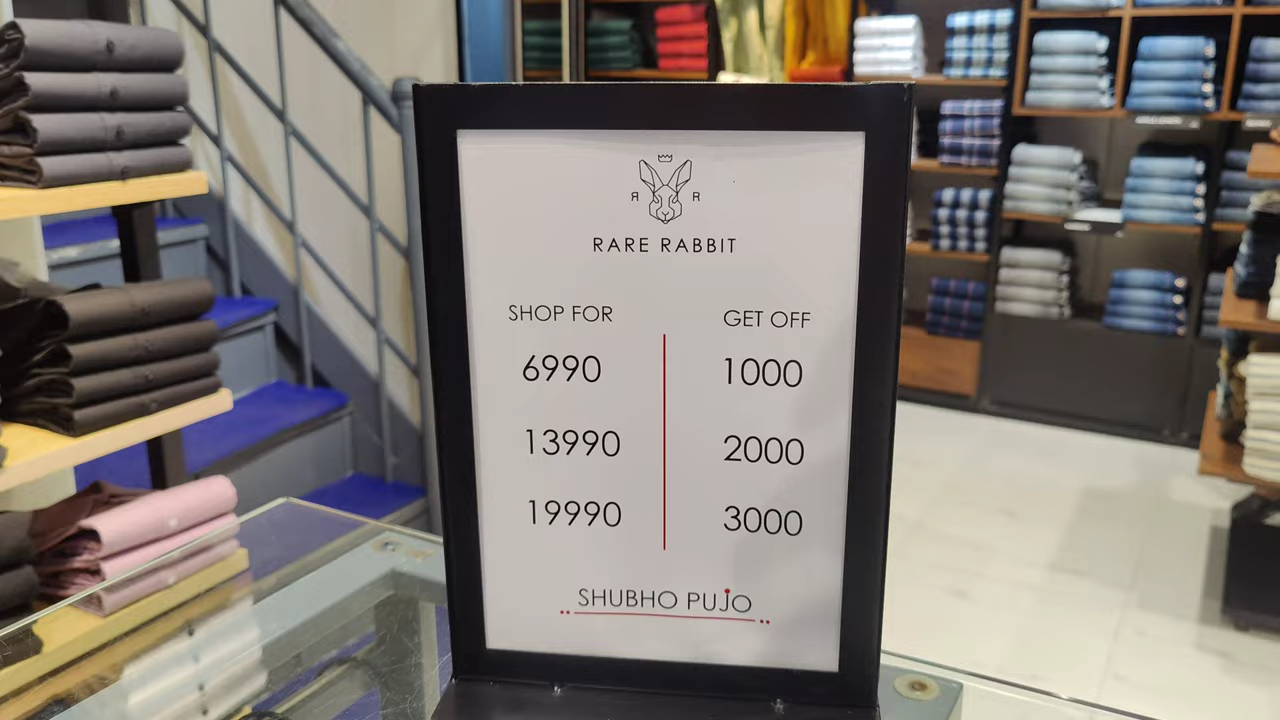 R R
RARE RABBIT
SHOP FOR GET OFF
6990 1000
13990 2000
19990 3000
SHUBHO PUJO